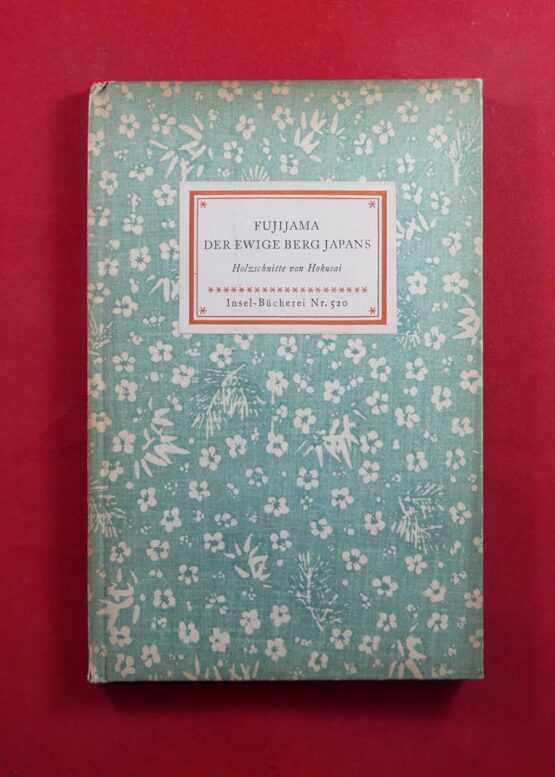 FUJIJAMA
DER EWIGE BERG JAPANS
Holzschnitte von Hokusai
Insel-Bücherei Nr. 520